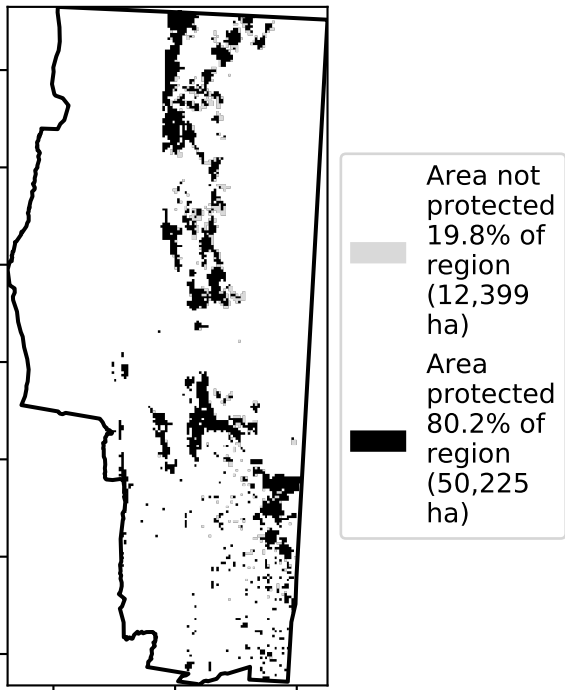 Area not
protected
19.8% of
region
(12,399
ha)
Area
protected
80.2% of
region
(50,225
ha)